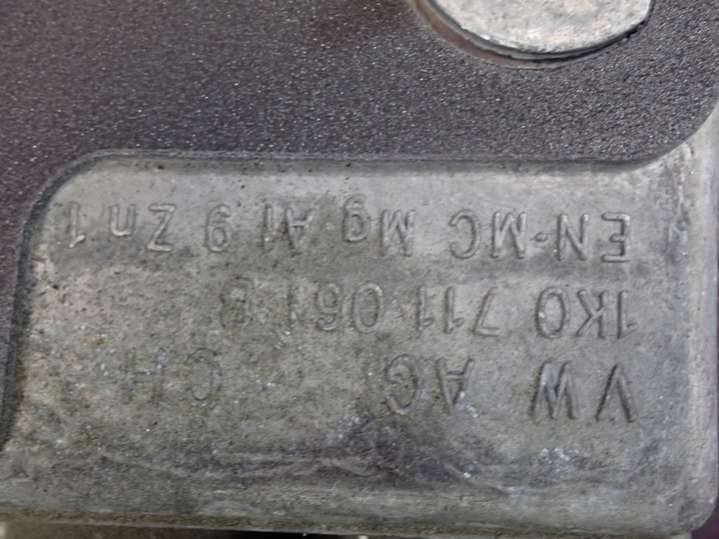 VW AG CH
1K0 711 061 B
EN-MC Mg Al 9 Zn 1